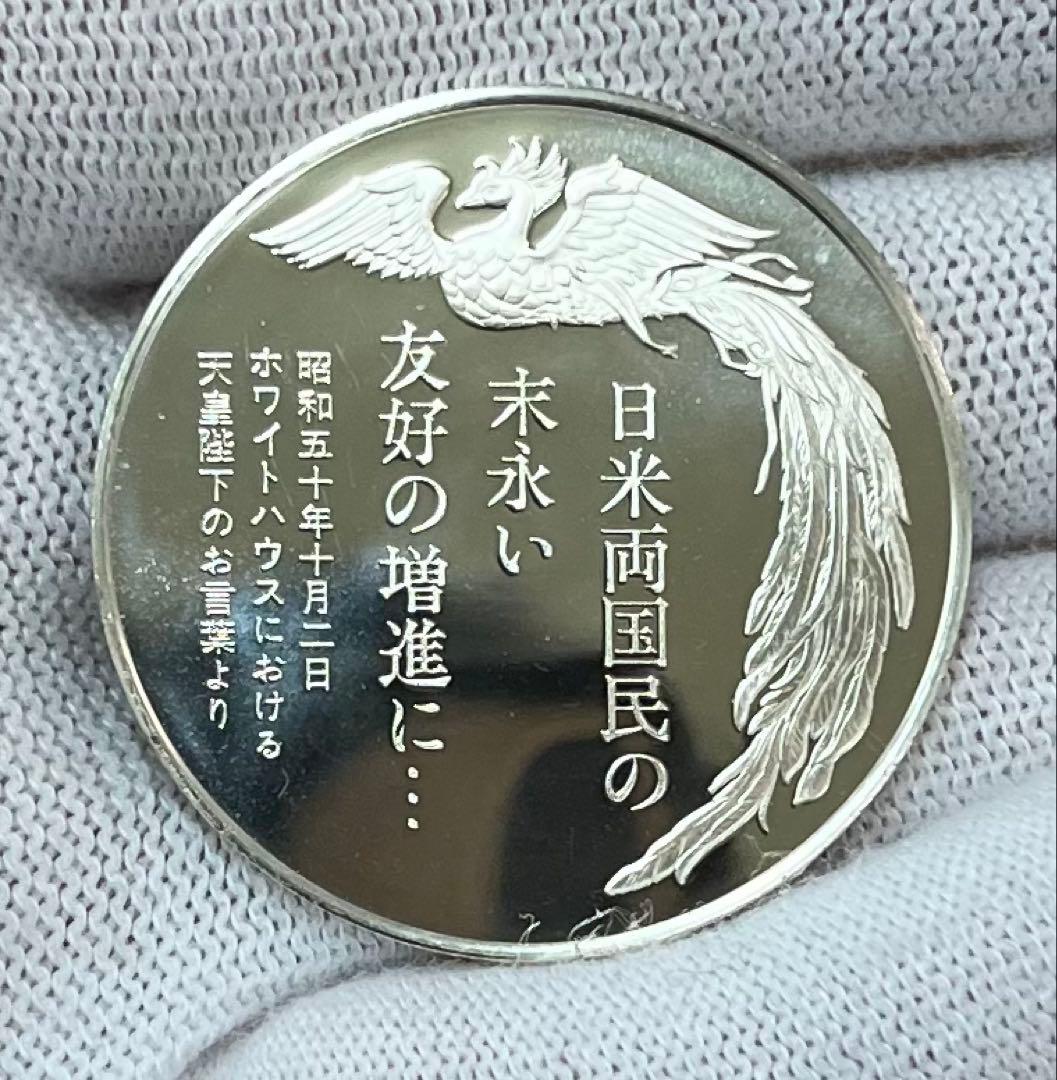 日米両国民の
末永い
友好の増進に…
昭和五十年十月二日
ホワイトハウスにおける
天皇陛下のお言葉より